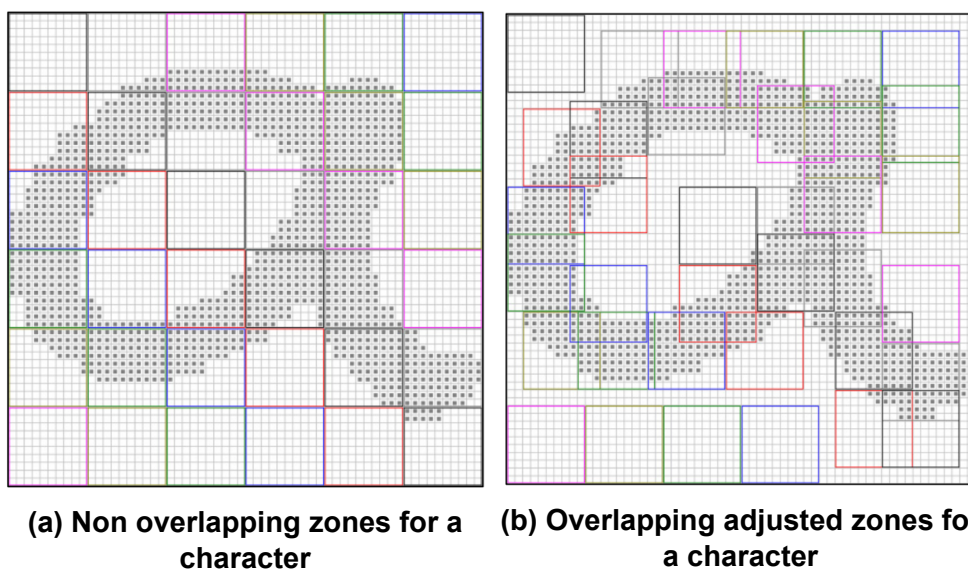 (a) Non overlapping zones for a
character
(b) Overlapping adjusted zones fo
a character